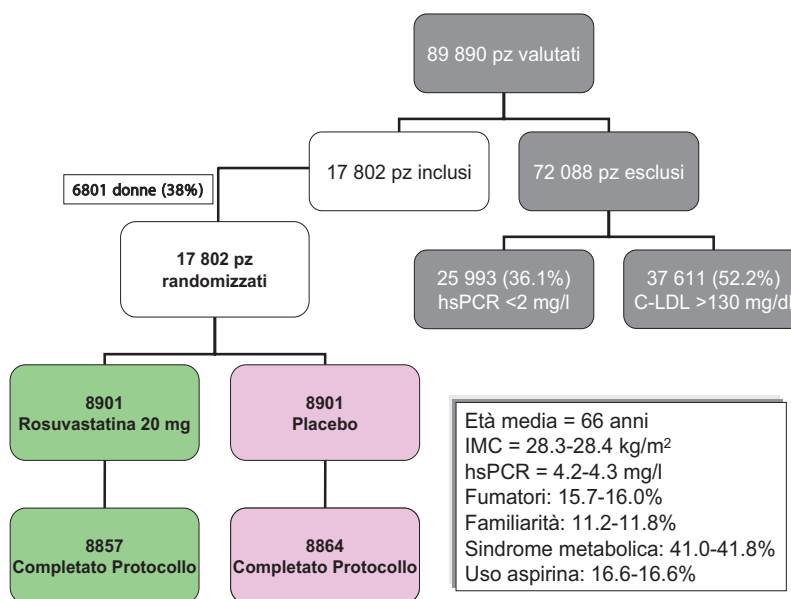 89 890 pz valutati
17 802 pz inclusi
72 088 pz esclusi
6801 donne (38%)
17 802 pz
randomizzati
25 993 (36.1%)
hsPCR <2 mg/l
37 611 (52.2%)
C-LDL >130 mg/dl
8901
Rosuvastatina 20 mg
8901
Placebo
8857
Completato Protocollo
8864
Completato Protocollo
Età media = 66 anni
IMC = 28.3-28.4 kg/m²
hsPCR = 4.2-4.3 mg/l
Fumatori: 15.7-16.0%
Familiarità: 11.2-11.8%
Sindrome metabolica: 41.0-41.8%
Uso aspirina: 16.6-16.6%